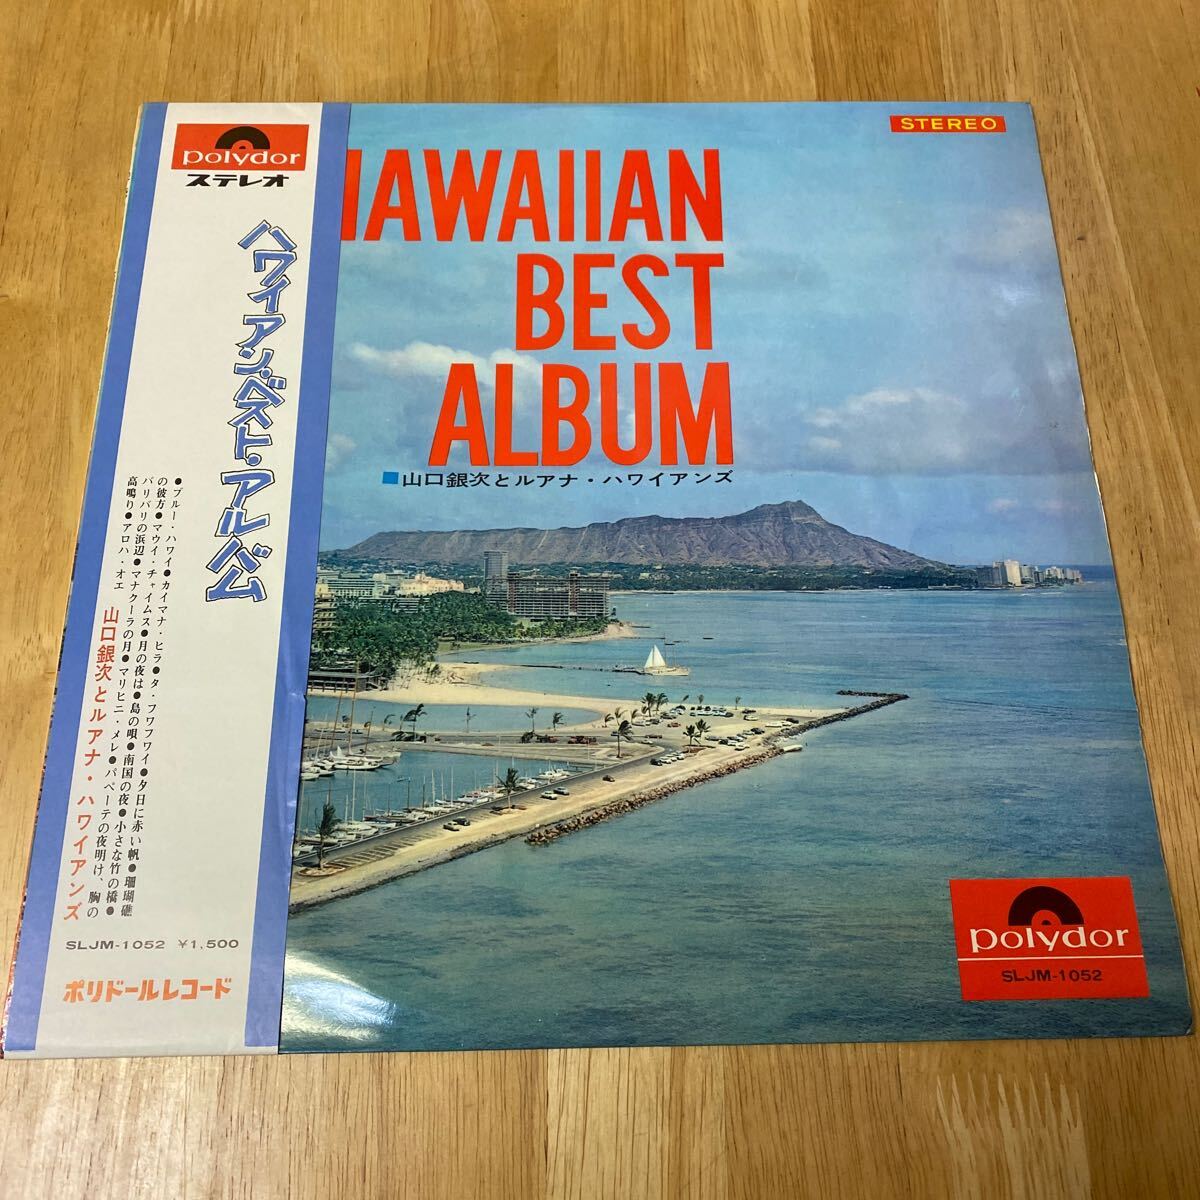 polydor
ステレオ
ハワイアン・ベスト・アルバム
●ブルー・ハワイ●カイマナ・ヒラ●タ・フワフワイ●夕日に赤い帆●珊瑚礁
の彼方●マウイ・チャイムス●月の夜は●島の唄●南国の夜●小さな竹の橋●
バリバリの浜辺●マナクーラの月●マリヒニ・メレ●パペーテの夜明け、胸の
高鳴り●アロハ・オエ
山口銀次とルアナ・ハワイアンズ
SLJM-1052 ¥1,500
ポリドールレコード
STEREO
HAWAIIAN
BEST
ALBUM
■山口銀次とルアナ・ハワイアンズ
polydor
SLJM-1052